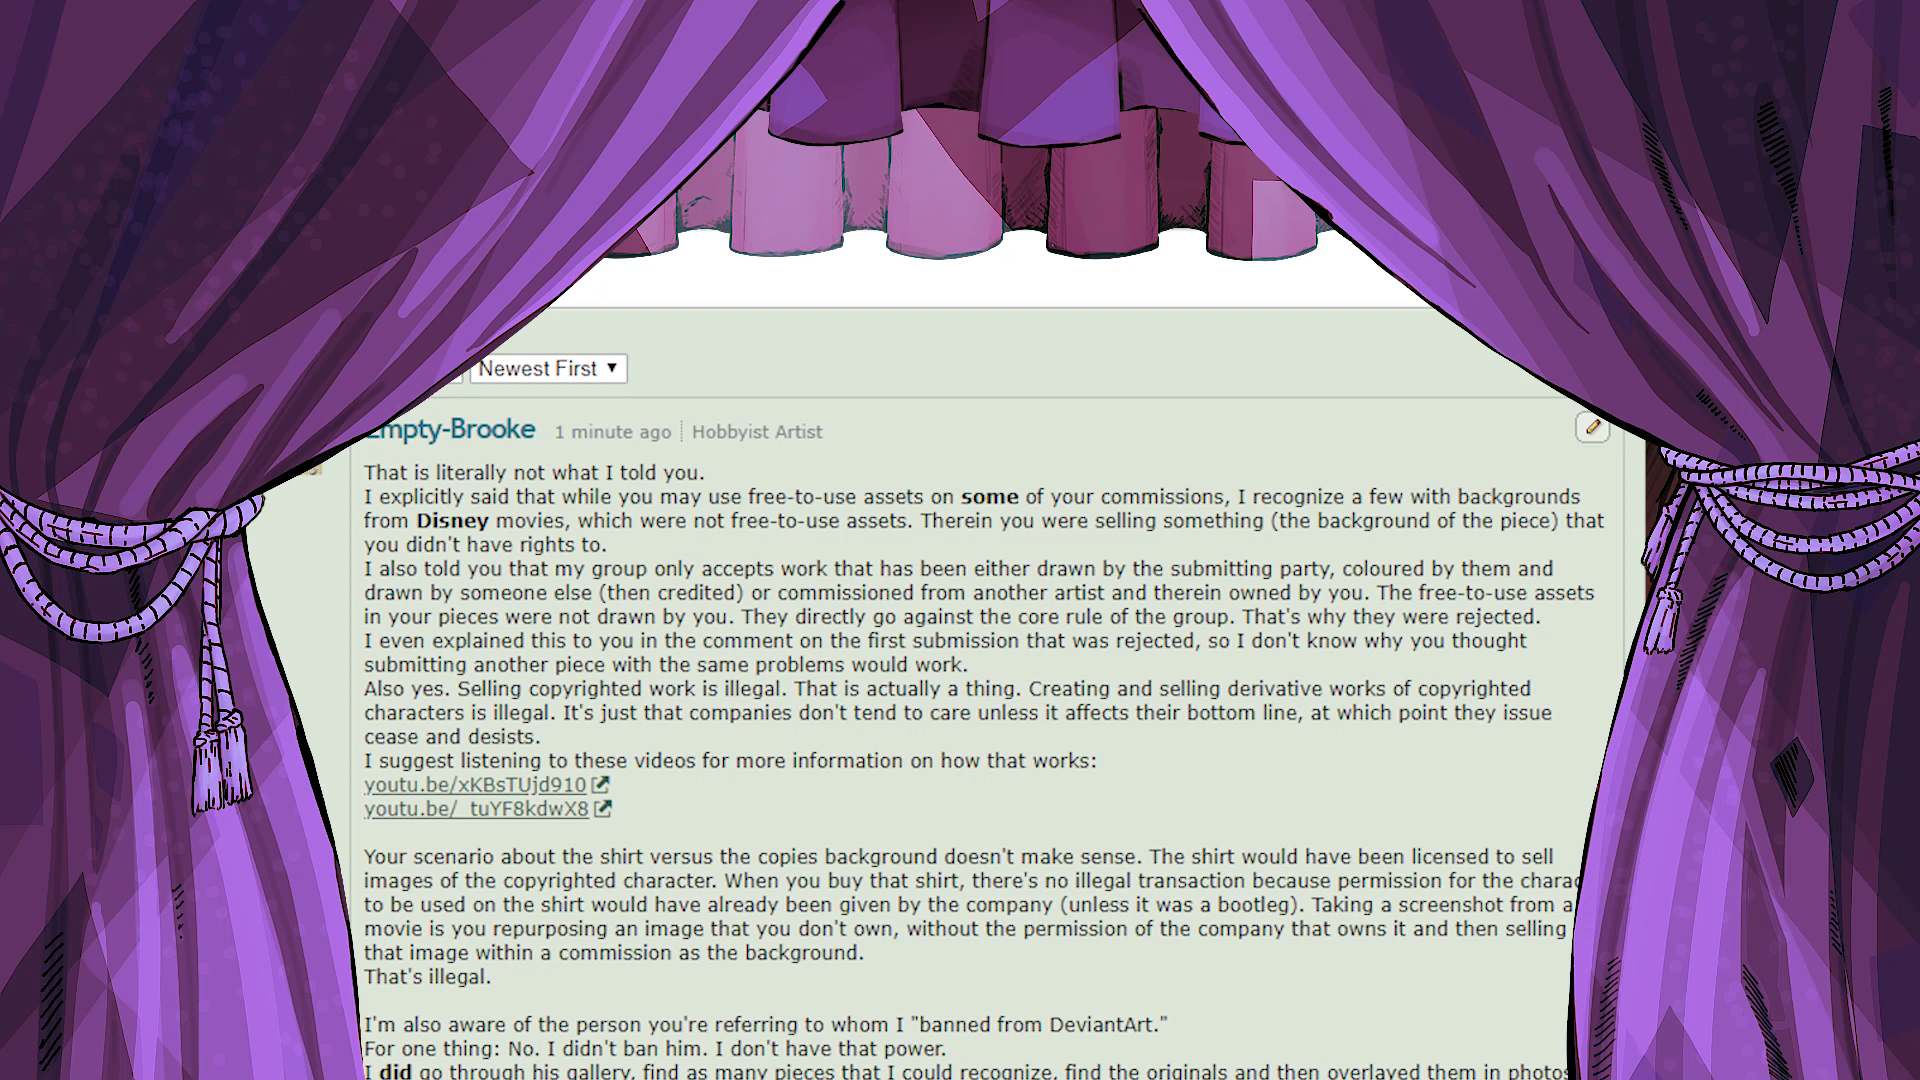 Newest First ▼
Empty-Brooke 1 minute ago Hobbyist Artist
That is literally not what I told you.
I explicitly said that while you may use free-to-use assets on some of your commissions, I recognize a few with backgrounds
from Disney movies, which were not free-to-use assets. Therein you were selling something (the background of the piece) that
you didn't have rights to.
I also told you that my group only accepts work that has been either drawn by the submitting party, coloured by them and
drawn by someone else (then credited) or commissioned from another artist and therein owned by you. The free-to-use assets
in your pieces were not drawn by you. They directly go against the core rule of the group. That's why they were rejected.
I even explained this to you in the comment on the first submission that was rejected, so I don't know why you thought
submitting another piece with the same problems would work.
Also yes. Selling copyrighted work is illegal. That is actually a thing. Creating and selling derivative works of copyrighted
characters is illegal. It's just that companies don't tend to care unless it affects their bottom line, at which point they issue
cease and desists.
I suggest listening to these videos for more information on how that works:
youtu.be/xKBsTUjd910
youtu.be/_tuYF8kdwX8
Your scenario about the shirt versus the copies background doesn't make sense. The shirt would have been licensed to sell
images of the copyrighted character. When you buy that shirt, there's no illegal transaction because permission for the charac
to be used on the shirt would have already been given by the company (unless it was a bootleg). Taking a screenshot from a
movie is you repurposing an image that you don't own, without the permission of the company that owns it and then selling
that image within a commission as the background.
That's illegal.
I'm also aware of the person you're referring to whom I "banned from DeviantArt."
For one thing: No. I didn't ban him. I don't have that power.
I did go through his gallery, find as many pieces that I could recognize, find the originals and then overlayed them in photos